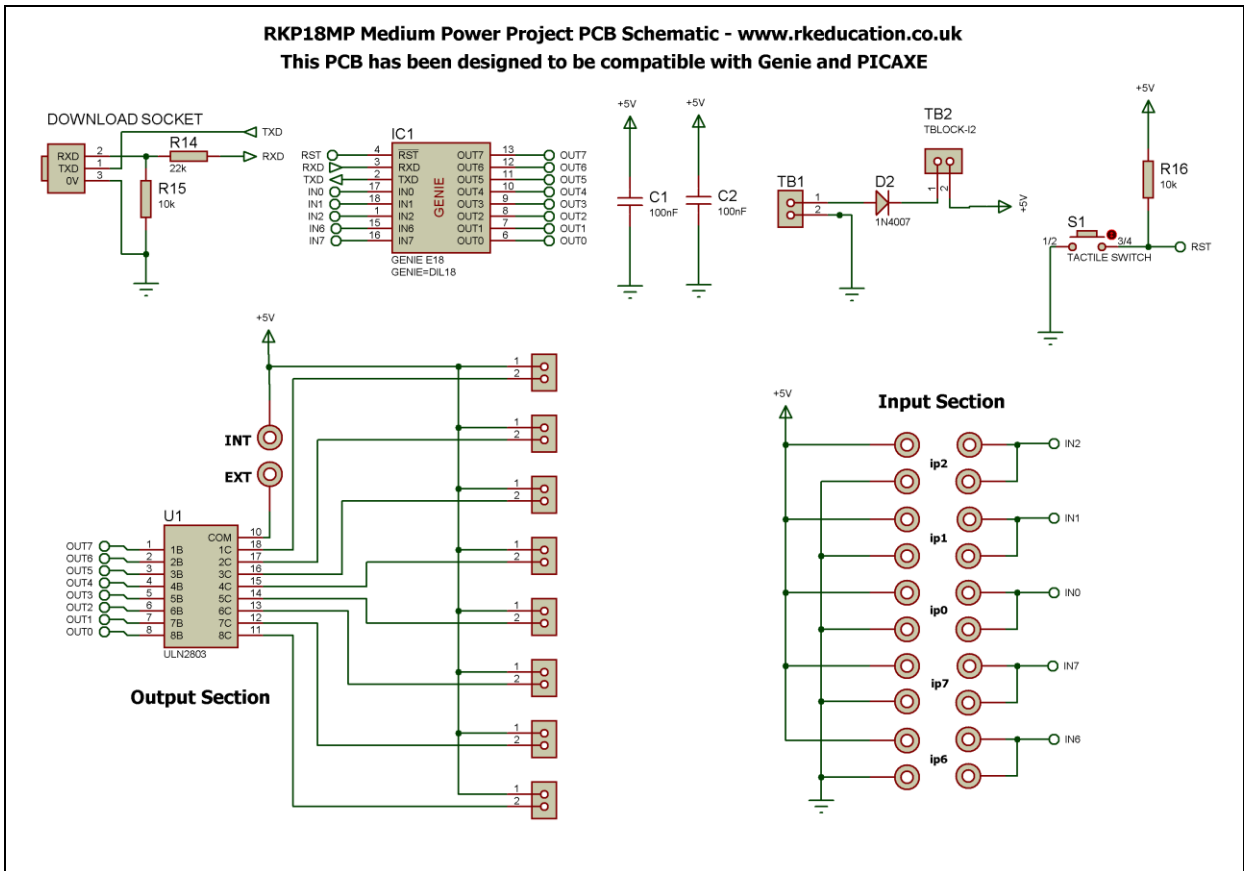 RKP18MP Medium Power Project PCB Schematic - www.rkeducation.co.uk
This PCB has been designed to be compatible with Genie and PICAXE
DOWNLOAD SOCKET
RXD 2
TXD 1
0V 3
TXD
R14
22k
RXD
R15
10k
IC1
RST 4 RST OUT7 13 OUT7
RXD 3 RXD OUT6 12 OUT6
TXD 2 TXD OUT5 11 OUT5
IN0 17 IN0 OUT4 10 OUT4
IN1 18 IN1 OUT3 9 OUT3
IN2 1 IN2 OUT2 8 OUT2
IN6 15 IN6 OUT1 7 OUT1
IN7 16 IN7 OUT0 6 OUT0
GENIE
GENIE E18
GENIE=DIL18
+5V
C1
100nF
+5V
C2
100nF
TB1
1
2
D2
1N4007
TB2
TBLOCK-I2
1
2
+5V
+5V
R16
10k
S1
1/2 3/4
TACTILE SWITCH
RST
+5V
INT
EXT
U1
COM 10
OUT7 1 1B 1C 18
OUT6 2 2B 2C 17
OUT5 3 3B 3C 16
OUT4 4 4B 4C 15
OUT3 5 5B 5C 14
OUT2 6 6B 6C 13
OUT1 7 7B 7C 12
OUT0 8 8B 8C 11
ULN2803
Output Section
1
2
1
2
1
2
1
2
1
2
1
2
1
2
1
2
+5V
Input Section
ip2
IN2
ip1
IN1
ip0
IN0
ip7
IN7
ip6
IN6